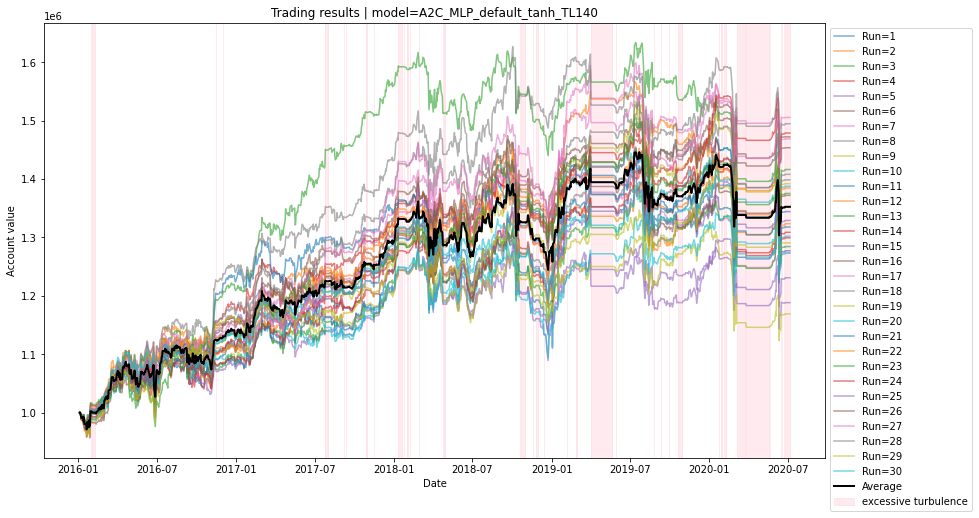 Trading results | model=A2C_MLP_default_tanh_TL140
1e6
1.6
1.5
1.4
1.3
1.2
1.1
1.0
Account value
2016-01 2016-07 2017-01 2017-07 2018-01 2018-07 2019-01 2019-07 2020-01 2020-07
Date
Run=1
Run=2
Run=3
Run=4
Run=5
Run=6
Run=7
Run=8
Run=9
Run=10
Run=11
Run=12
Run=13
Run=14
Run=15
Run=16
Run=17
Run=18
Run=19
Run=20
Run=21
Run=22
Run=23
Run=24
Run=25
Run=26
Run=27
Run=28
Run=29
Run=30
Average
excessive turbulence